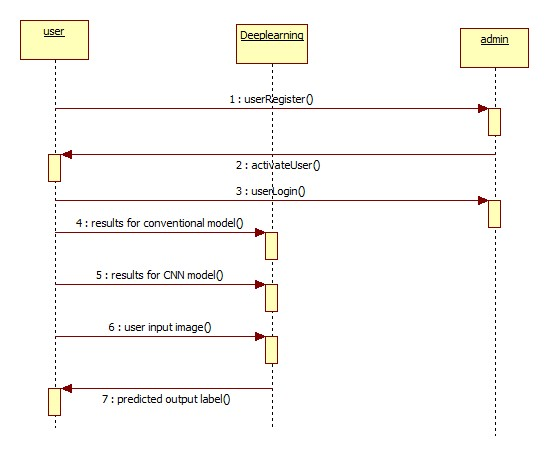 user
Deeplearning
admin
1 : userRegister()
2 : activateUser()
3 : userLogin()
4 : results for conventional model()
5 : results for CNN model()
6 : user input image()
7 : predicted output label()